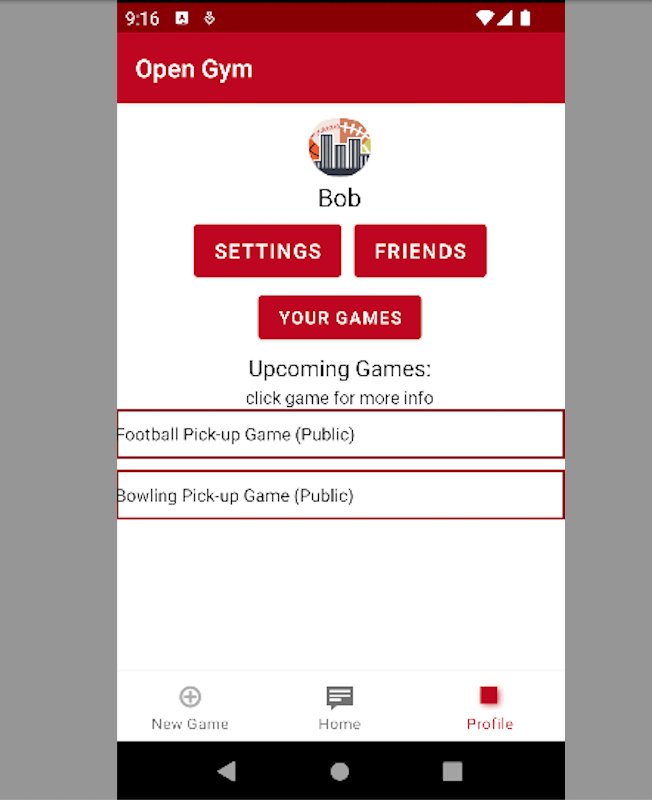 9:16
Open Gym
Bob
SETTINGS FRIENDS
YOUR GAMES
Upcoming Games:
click game for more info
Football Pick-up Game (Public)
Bowling Pick-up Game (Public)
New Game Home Profile